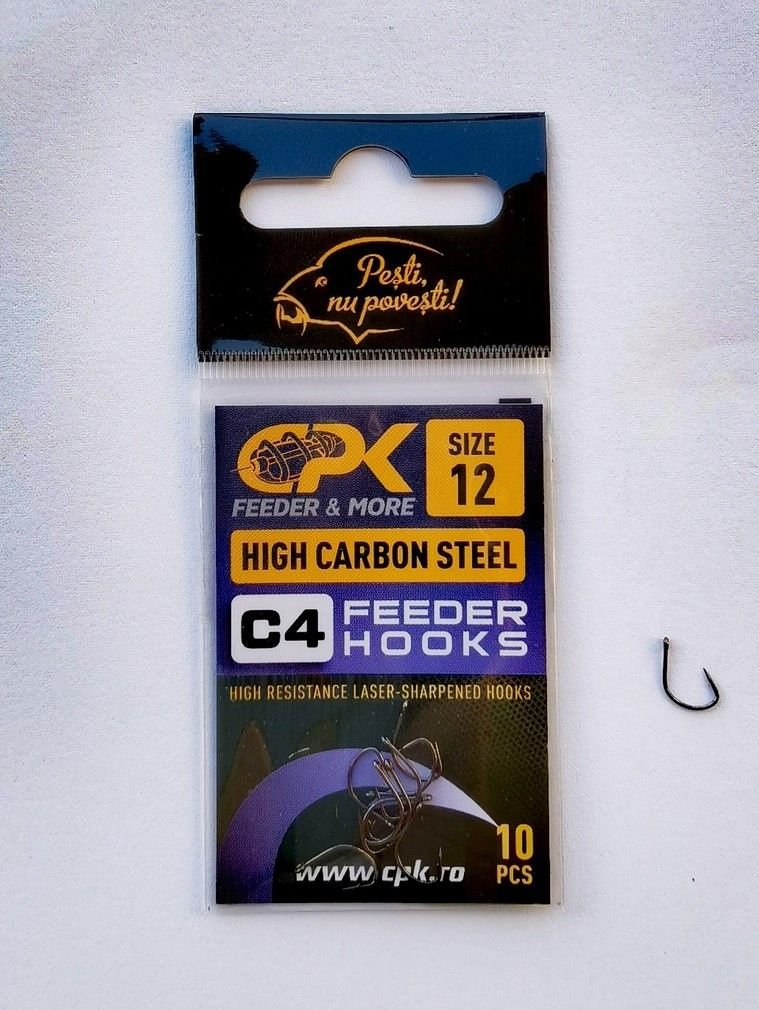 Pești,
nu povești!
CPK
FEEDER & MORE
SIZE
12
HIGH CARBON STEEL
C4
FEEDER
HOOKS
HIGH RESISTANCE LASER-SHARPENED HOOKS
10
PCS
www.cpk.ro